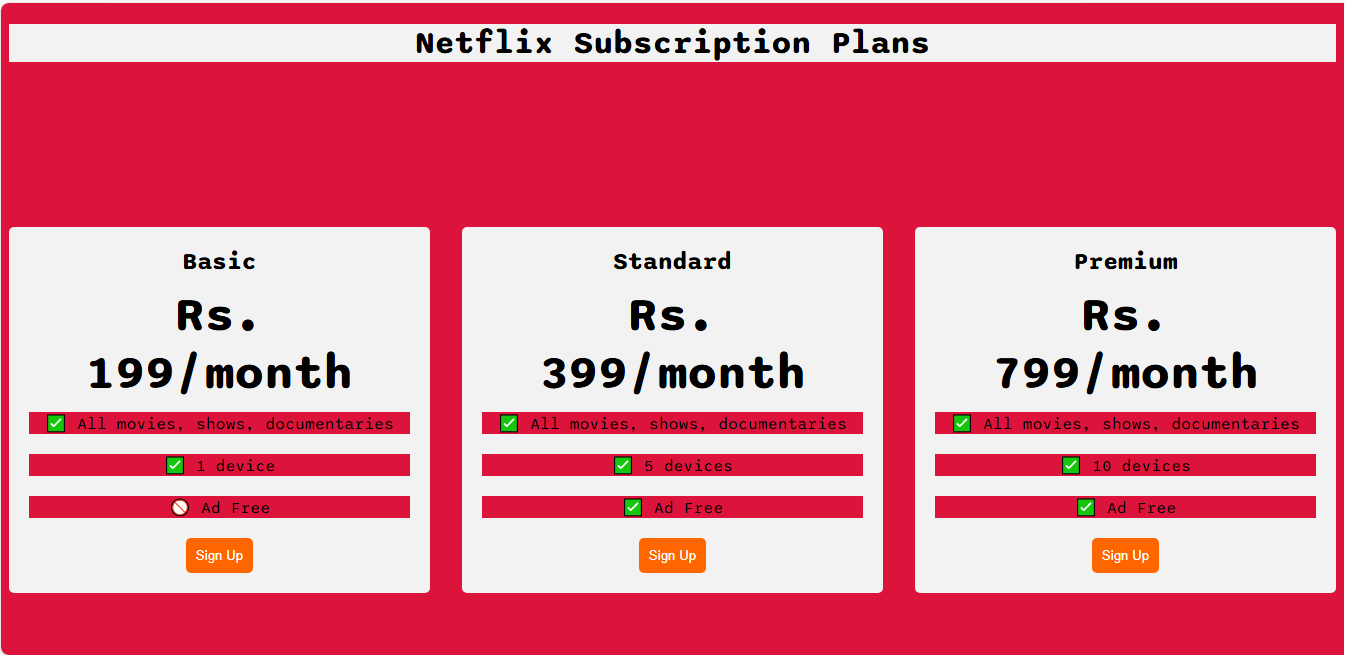 Netflix Subscription Plans
Basic
Rs.
199/month
✅ All movies, shows, documentaries
✅ 1 device
🚫 Ad Free
Sign Up
Standard
Rs.
399/month
✅ All movies, shows, documentaries
✅ 5 devices
✅ Ad Free
Sign Up
Premium
Rs.
799/month
✅ All movies, shows, documentaries
✅ 10 devices
✅ Ad Free
Sign Up